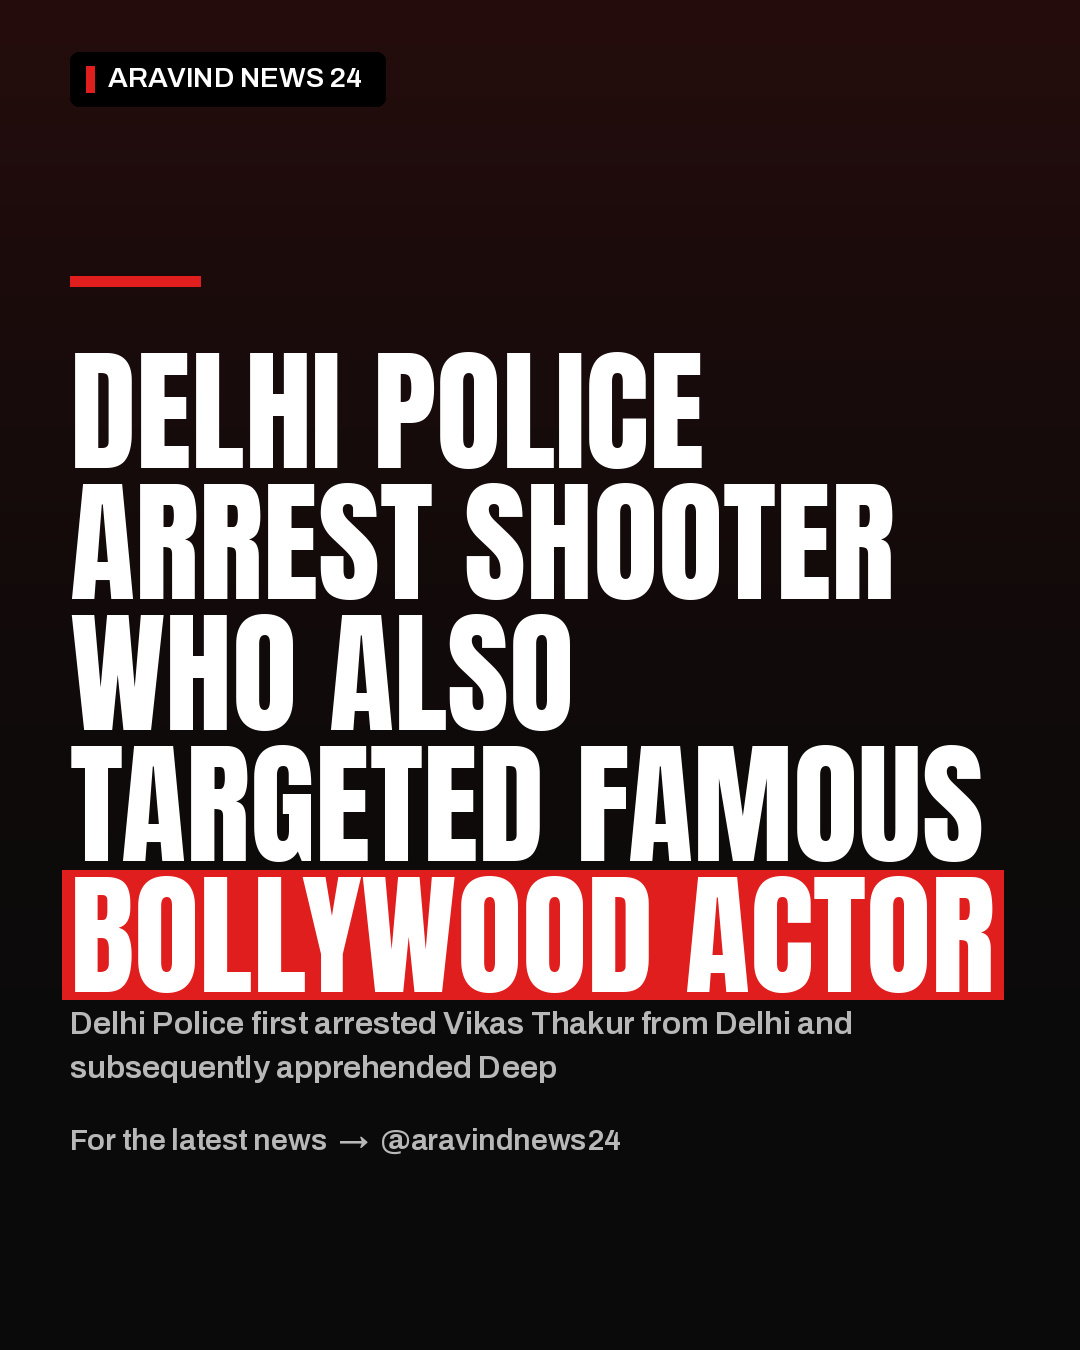 ARAVIND NEWS 24
DELHI POLICE
ARREST SHOOTER
WHO ALSO
TARGETED FAMOUS
BOLLYWOOD ACTOR
Delhi Police first arrested Vikas Thakur from Delhi and
subsequently apprehended Deep
For the latest news → @aravindnews24